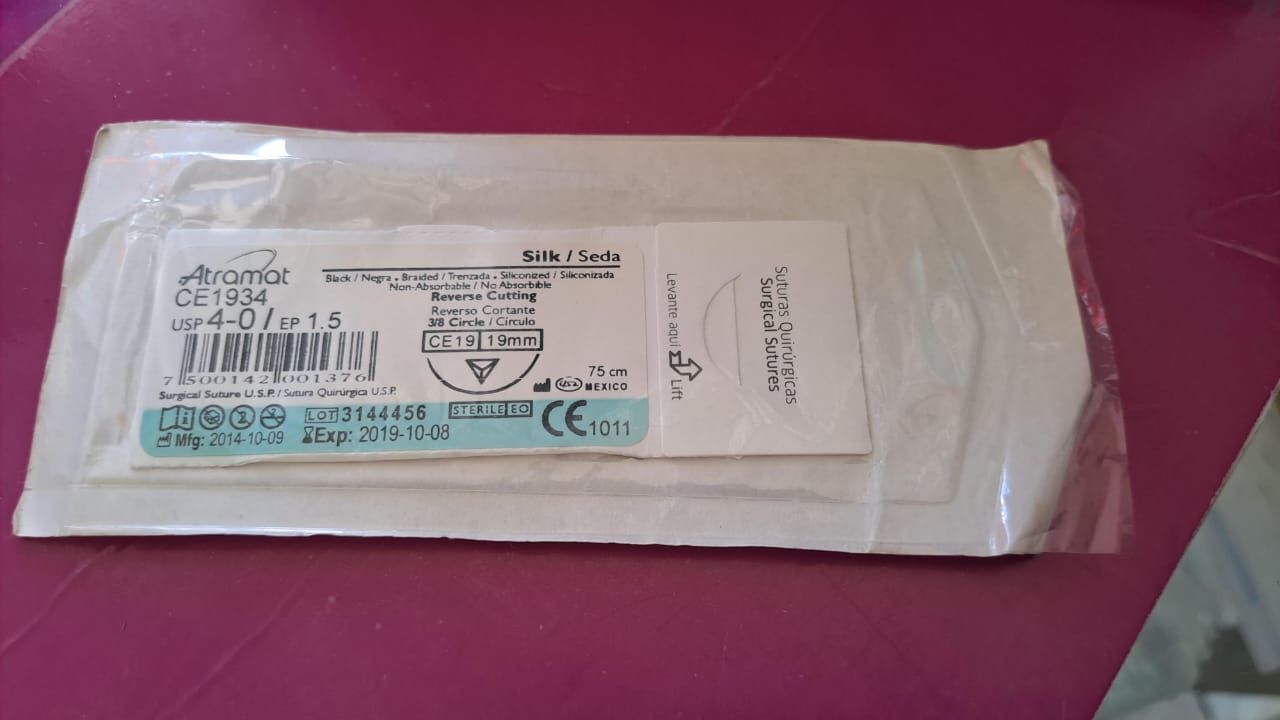 Atramat
CE1934
USP 4-0 / EP 1.5
7 500142 001376
Surgical Suture U.S.P. / Sutura Quirúrgica U.S.P.
Silk / Seda
Black / Negra • Braided / Trenzada • Siliconized / Siliconizada
Non-Absorbable / No Absorbible
Reverse Cutting
Reverso Cortante
3/8 Circle / Circulo
CE19 19mm
75 cm
MEXICO
LOT 3144456
STERILE EO
Mfg: 2014-10-09 Exp: 2019-10-08
CE 1011
Levante aquí Lift
Suturas Quirúrgicas
Surgical Sutures